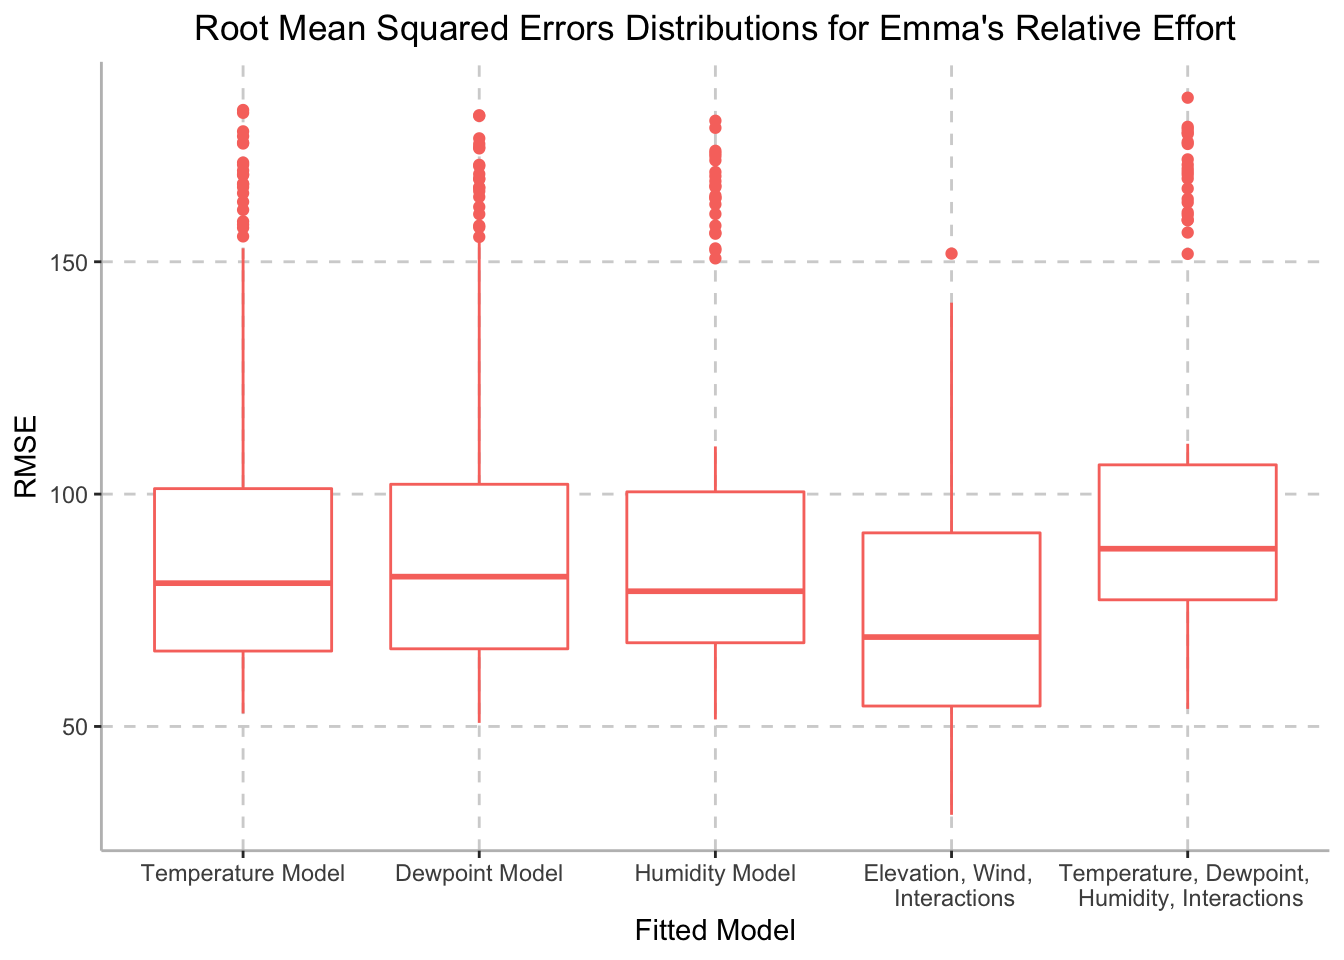 Root Mean Squared Errors Distributions for Emma's Relative Effort
RMSE
150
100
50
Temperature Model
Dewpoint Model
Humidity Model
Elevation, Wind,
Interactions
Temperature, Dewpoint,
Humidity, Interactions
Fitted Model